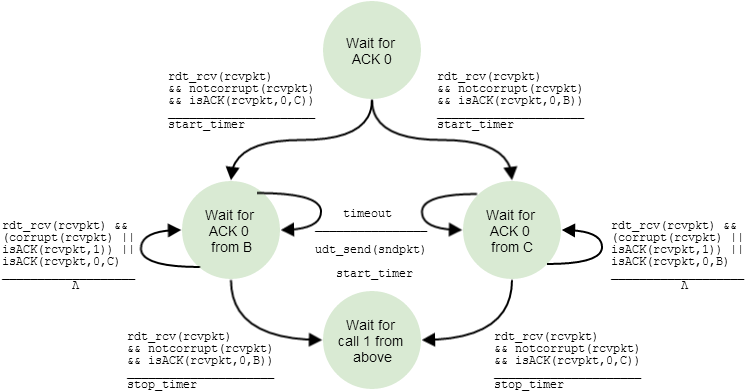 Wait for
ACK 0
rdt_rcv(rcvpkt)
&& notcorrupt(rcvpkt)
&& isACK(rcvpkt,0,C))
start_timer
rdt_rcv(rcvpkt)
&& notcorrupt(rcvpkt)
&& isACK(rcvpkt,0,B))
start_timer
rdt_rcv(rcvpkt) &&
(corrupt(rcvpkt) ||
isACK(rcvpkt,1)) ||
isACK(rcvpkt,0,C)
Λ
Wait for
ACK 0
from B
timeout
udt_send(sndpkt)
start_timer
Wait for
ACK 0
from C
rdt_rcv(rcvpkt) &&
(corrupt(rcvpkt) ||
isACK(rcvpkt,1)) ||
isACK(rcvpkt,0,B)
Λ
rdt_rcv(rcvpkt)
&& notcorrupt(rcvpkt)
&& isACK(rcvpkt,0,B))
stop_timer
Wait for
call 1 from
above
rdt_rcv(rcvpkt)
&& notcorrupt(rcvpkt)
&& isACK(rcvpkt,0,C))
stop_timer